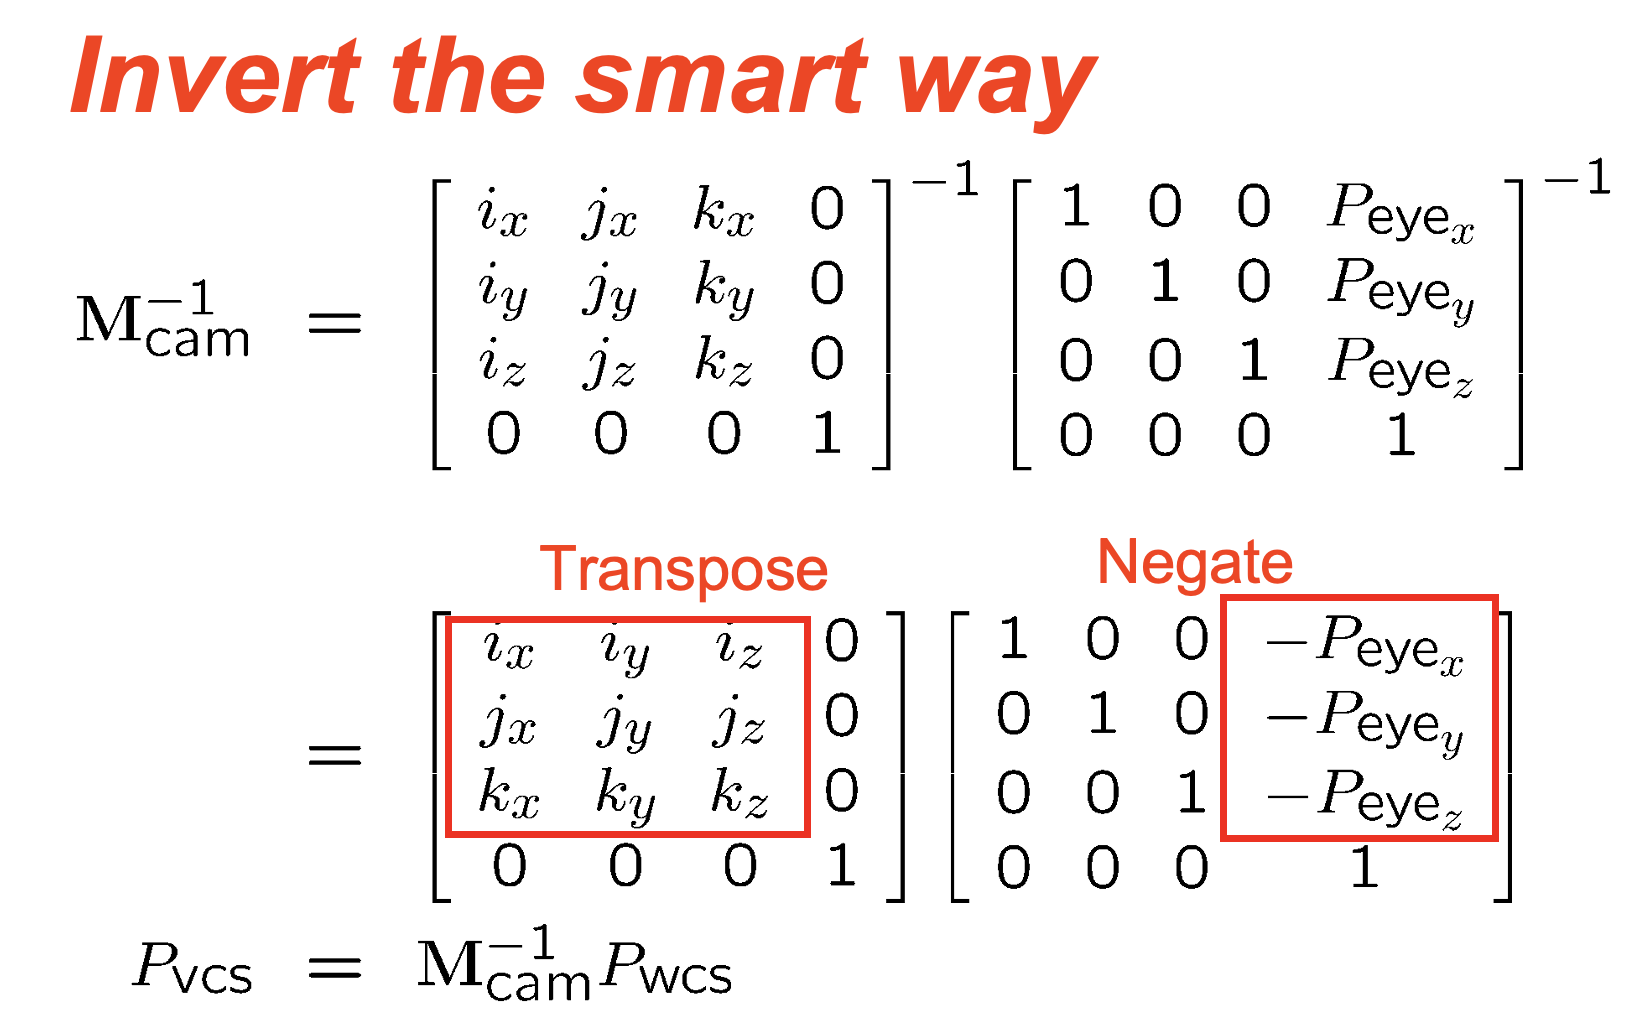 Invert the smart way
$\mathbf{M}_{\text{cam}}^{-1} = \begin{bmatrix} i_x & j_x & k_x & 0 \\ i_y & j_y & k_y & 0 \\ i_z & j_z & k_z & 0 \\ 0 & 0 & 0 & 1 \end{bmatrix}^{-1} \begin{bmatrix} 1 & 0 & 0 & P_{\text{eye}_x} \\ 0 & 1 & 0 & P_{\text{eye}_y} \\ 0 & 0 & 1 & P_{\text{eye}_z} \\ 0 & 0 & 0 & 1 \end{bmatrix}^{-1}$
Transpose Negate
$= \begin{bmatrix} i_x & i_y & i_z & 0 \\ j_x & j_y & j_z & 0 \\ k_x & k_y & k_z & 0 \\ 0 & 0 & 0 & 1 \end{bmatrix} \begin{bmatrix} 1 & 0 & 0 & -P_{\text{eye}_x} \\ 0 & 1 & 0 & -P_{\text{eye}_y} \\ 0 & 0 & 1 & -P_{\text{eye}_z} \\ 0 & 0 & 0 & 1 \end{bmatrix}$
$P_{\text{vcs}} = \mathbf{M}_{\text{cam}}^{-1} P_{\text{wcs}}$